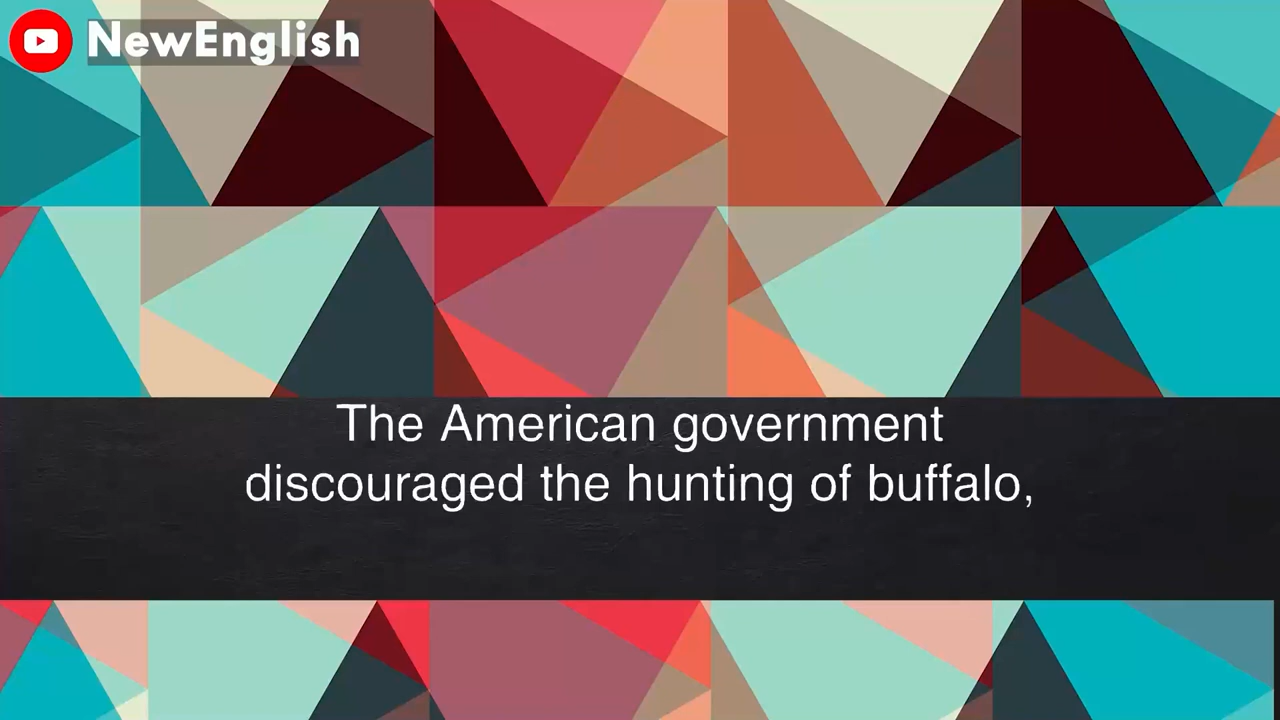 NewEnglish
The American government
discouraged the hunting of buffalo,